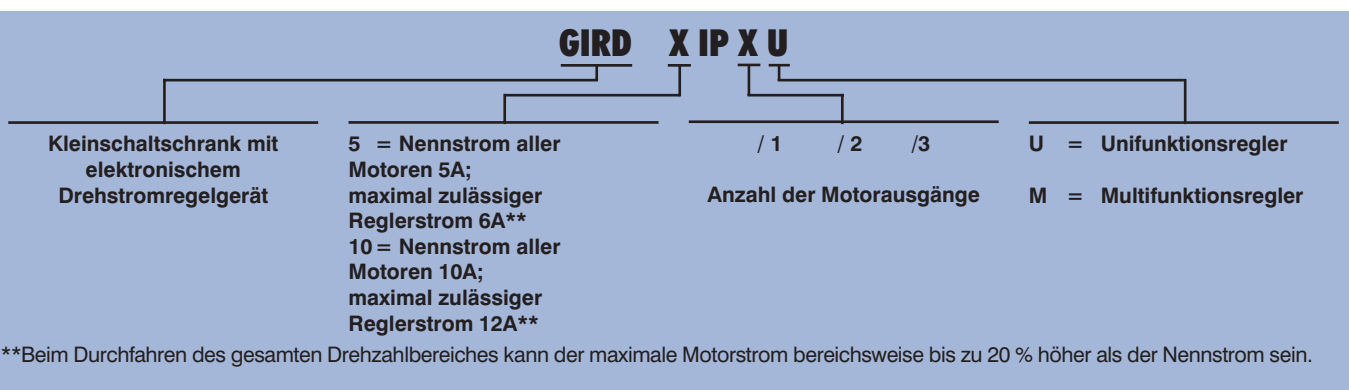 GIRD X IP X U
Kleinschaltschrank mit
elektronischem
Drehstromregelgerät
5 = Nennstrom aller
Motoren 5A;
maximal zulässiger
Reglerstrom 6A**
10 = Nennstrom aller
Motoren 10A;
maximal zulässiger
Reglerstrom 12A**
/ 1 / 2 /3
Anzahl der Motorausgänge
U = Unifunktionsregler
M = Multifunktionsregler
**Beim Durchfahren des gesamten Drehzahlbereiches kann der maximale Motorstrom bereichsweise bis zu 20 % höher als der Nennstrom sein.